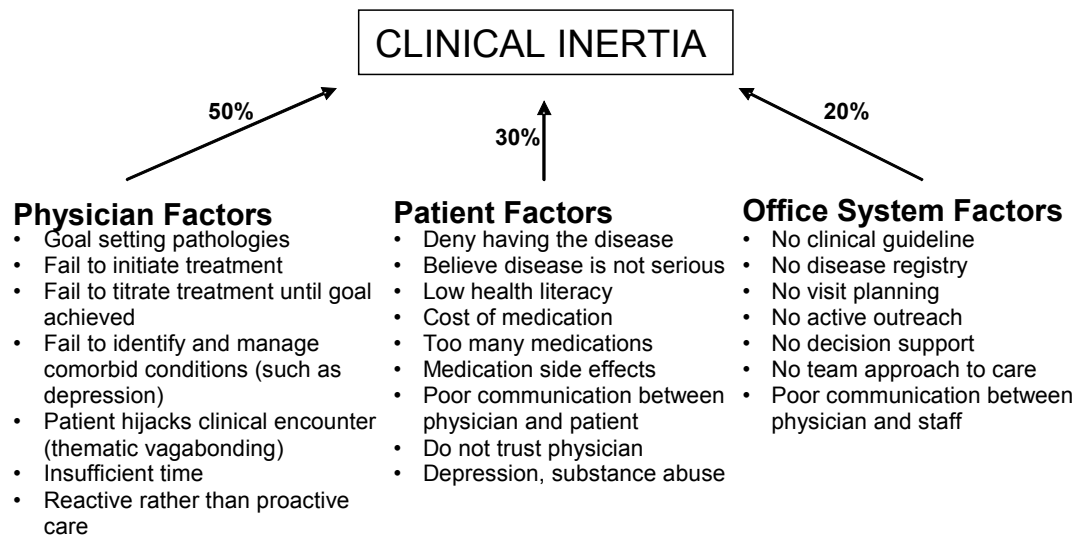 CLINICAL INERTIA
50%
30%
20%
Physician Factors
• Goal setting pathologies
• Fail to initiate treatment
• Fail to titrate treatment until goal
achieved
• Fail to identify and manage
comorbid conditions (such as
depression)
• Patient hijacks clinical encounter
(thematic vagabonding)
• Insufficient time
• Reactive rather than proactive
care
Patient Factors
• Deny having the disease
• Believe disease is not serious
• Low health literacy
• Cost of medication
• Too many medications
• Medication side effects
• Poor communication between
physician and patient
• Do not trust physician
• Depression, substance abuse
Office System Factors
• No clinical guideline
• No disease registry
• No visit planning
• No active outreach
• No decision support
• No team approach to care
• Poor communication between
physician and staff